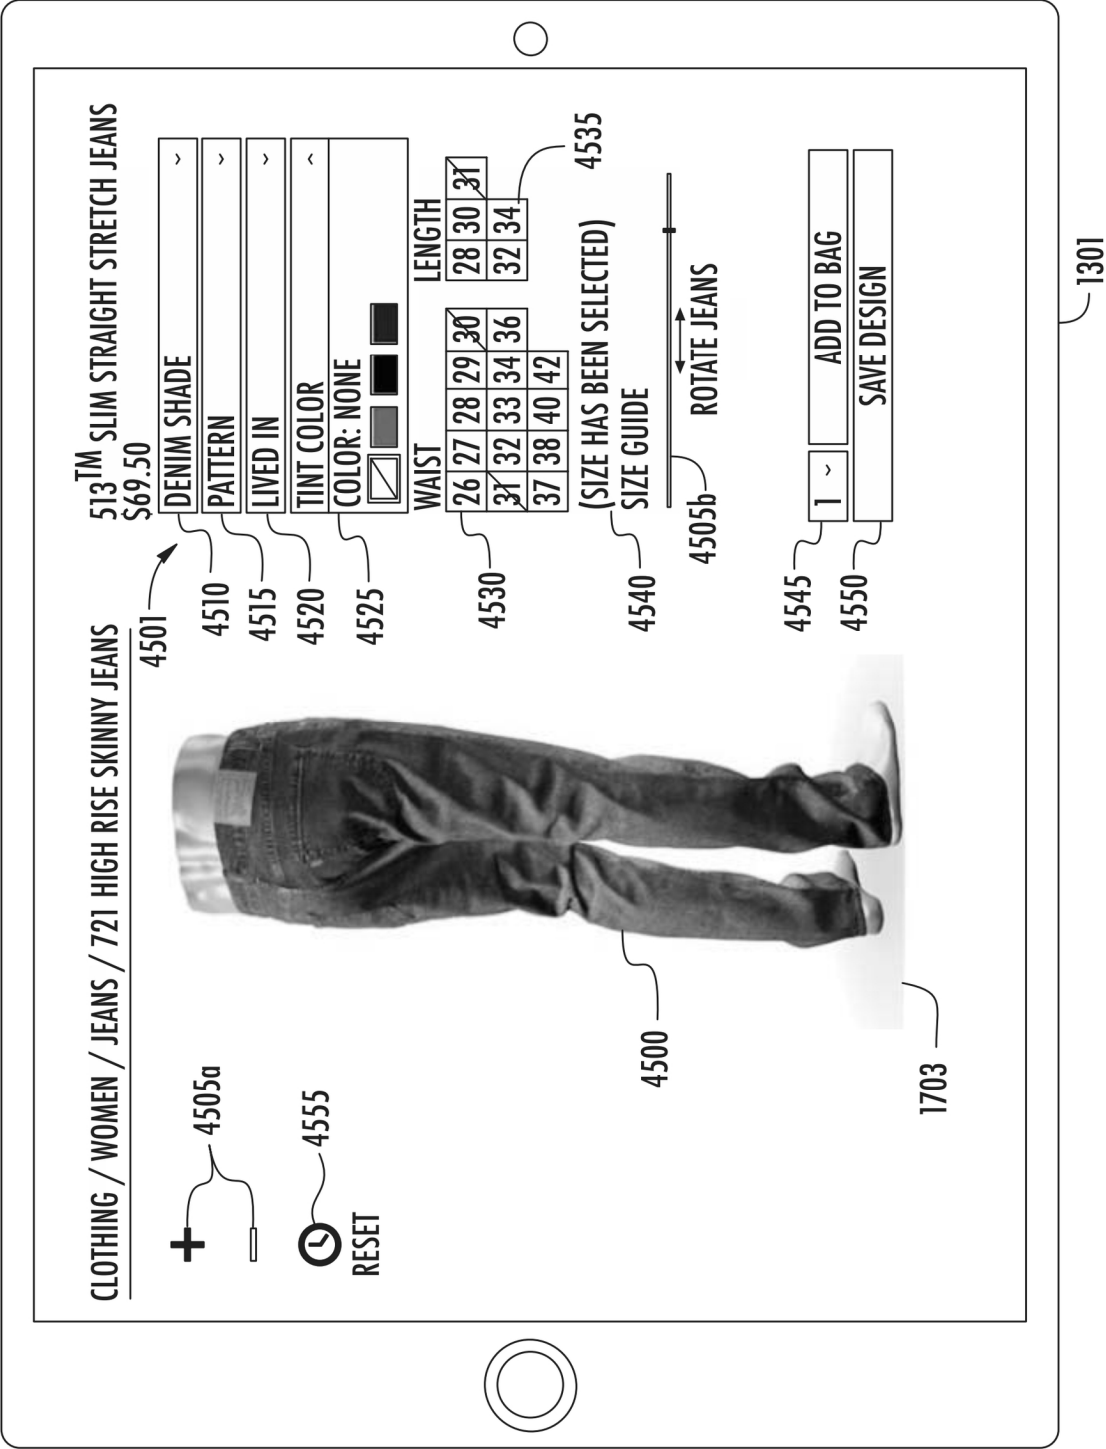 CLOTHING / WOMEN / JEANS / 721 HIGH RISE SKINNY JEANS
513™ SLIM STRAIGHT STRETCH JEANS
$69.50
4501
DENIM SHADE
4510
PATTERN
4515
LIVED IN
4520
TINT COLOR
COLOR: NONE
4525
WAIST
26 27 28 29 30
31 32 33 34 36
37 38 40 42
4530
LENGTH
28 30 31
32 34
4535
(SIZE HAS BEEN SELECTED)
4540
SIZE GUIDE
4505b
ROTATE JEANS
1
ADD TO BAG
4545
SAVE DESIGN
4550
4505a
4555
RESET
4500
1703
1301